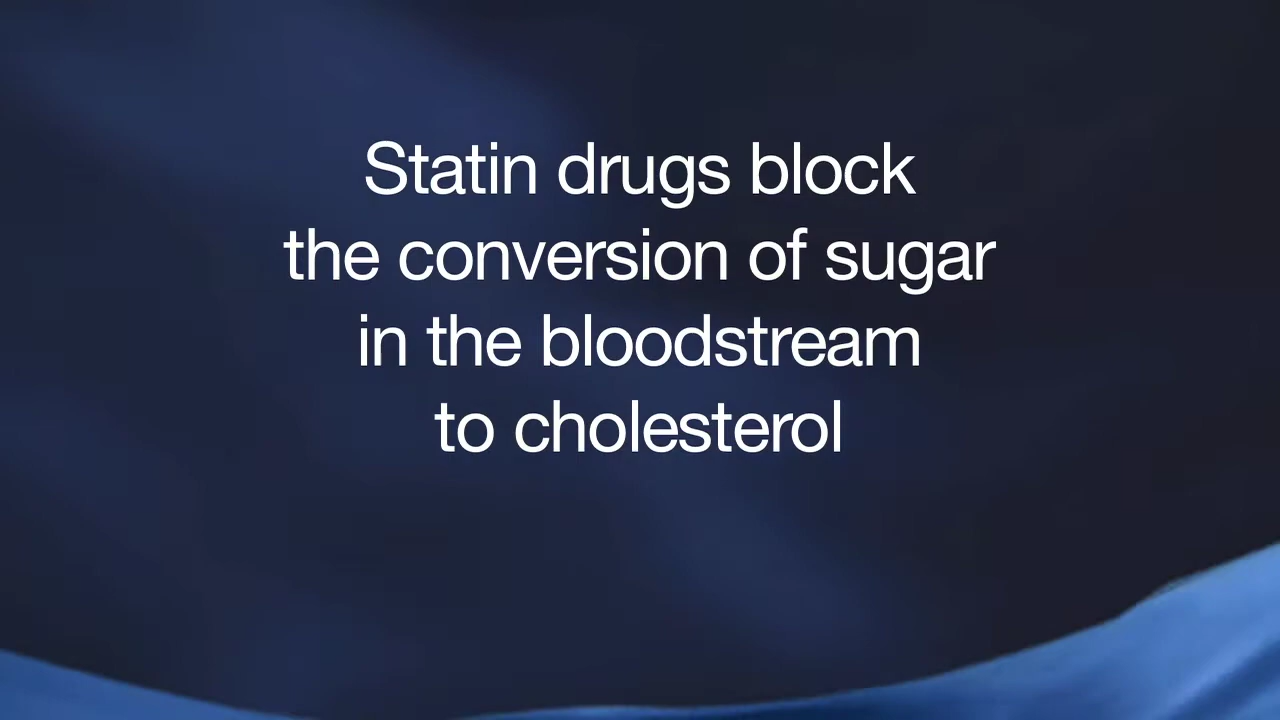 Statin drugs block
the conversion of sugar
in the bloodstream
to cholesterol